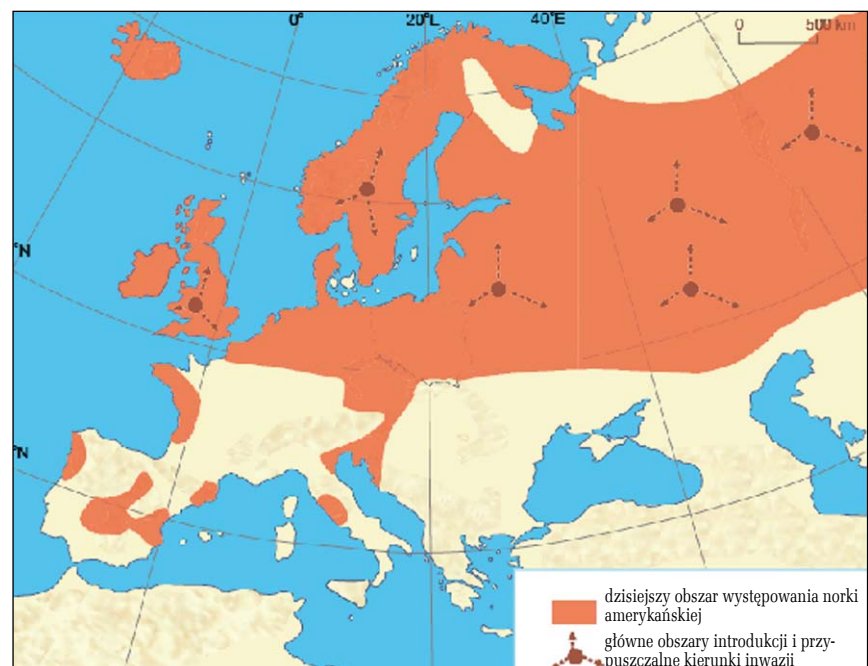 0° 20°L 40°E
0 500 km
°N
°N
dzisiejszy obszar występowania norki
amerykańskiej
główne obszary introdukcji i przy-
puszczalne kierunki inwazji